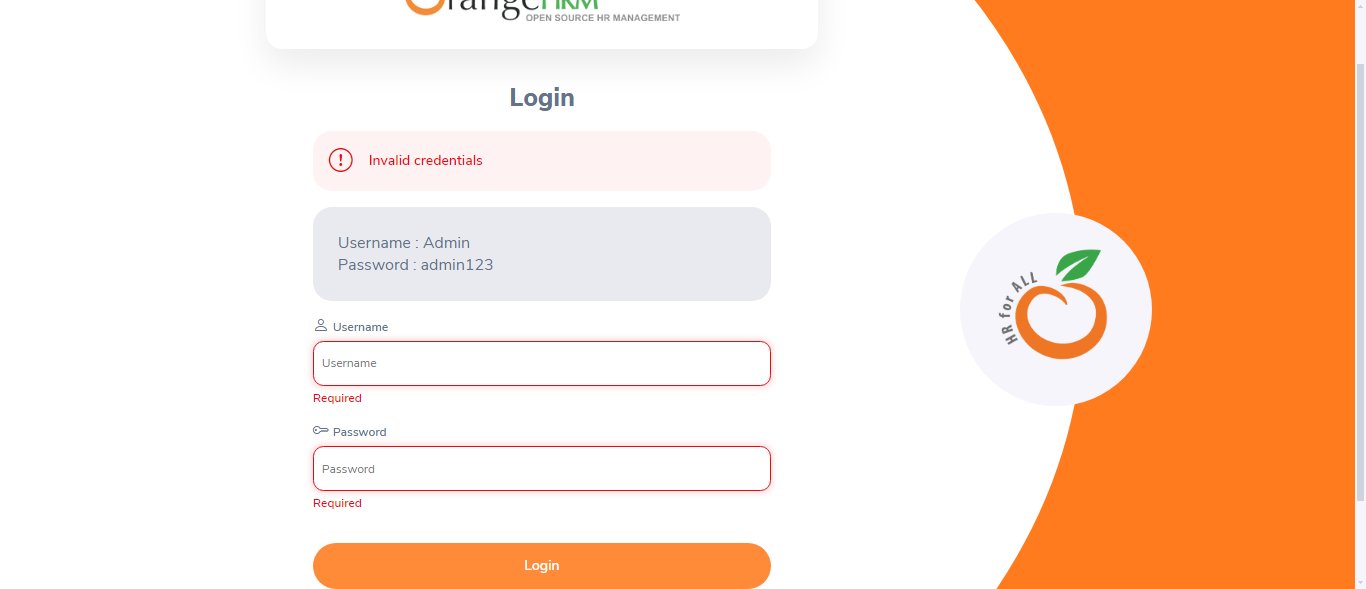 OrangeHRM
OPEN SOURCE HR MANAGEMENT
Login
Invalid credentials
Username : Admin
Password : admin123
Username
Username
Required
Password
Password
Required
Login
HR for ALL